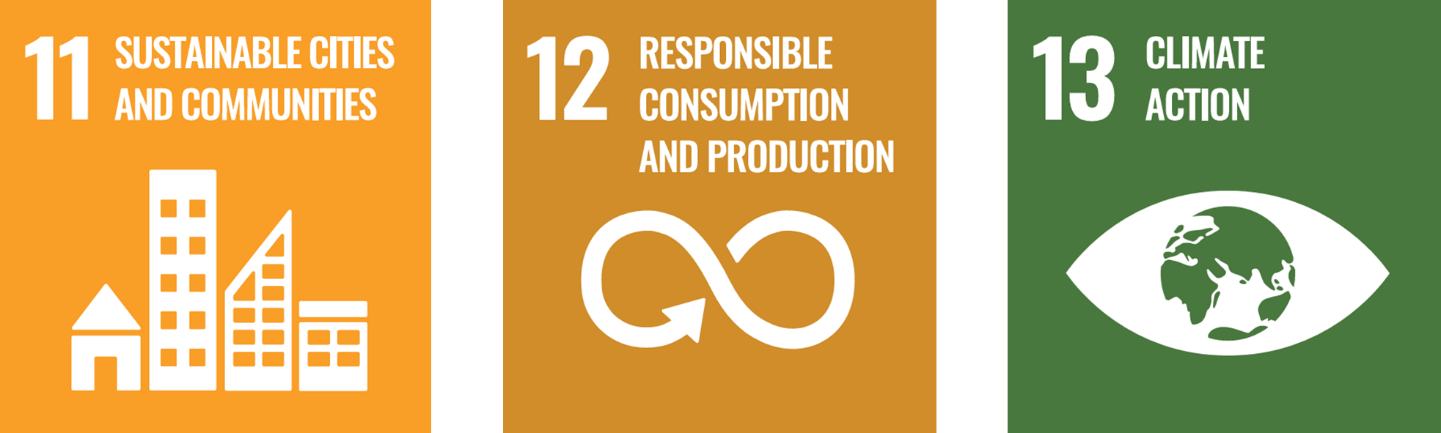 11
SUSTAINABLE CITIES
AND COMMUNITIES
12
RESPONSIBLE
CONSUMPTION
AND PRODUCTION
13
CLIMATE
ACTION